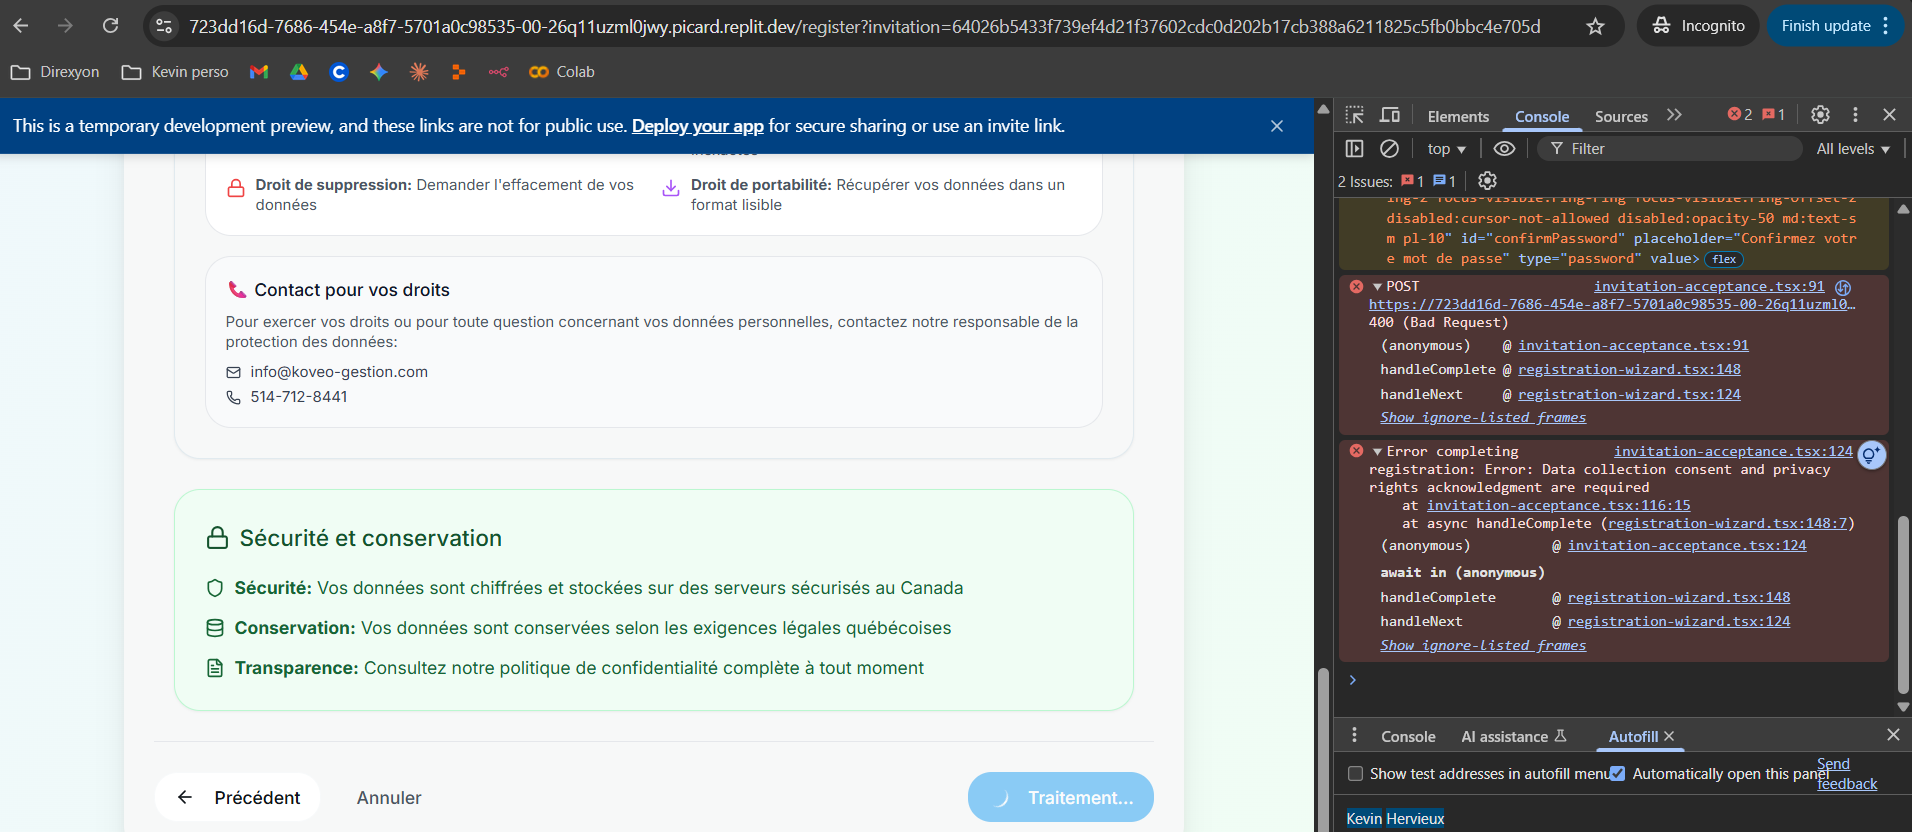 723dd16d-7686-454e-a8f7-5701a0c98535-00-26q11uzml0jwy.picard.replit.dev/register?invitation=64026b5433f739ef4d21f37602cdc0d202b17cb388a6211825c5fb0bbc4e705d
Incognito
Finish update
Direxyon
Kevin perso
Colab
This is a temporary development preview, and these links are not for public use. Deploy your app for secure sharing or use an invite link.
Droit de suppression: Demander l'effacement de vos
données
Droit de portabilité: Récupérer vos données dans un
format lisible
Contact pour vos droits
Pour exercer vos droits ou pour toute question concernant vos données personnelles, contactez notre responsable de la
protection des données:
info@koveo-gestion.com
514-712-8441
Sécurité et conservation
Sécurité: Vos données sont chiffrées et stockées sur des serveurs sécurisés au Canada
Conservation: Vos données sont conservées selon les exigences légales québécoises
Transparence: Consultez notre politique de confidentialité complète à tout moment
Précédent
Annuler
Traitement...
Elements
Console
Sources
2
1
top
Filter
All levels
2 Issues:
1
1
ing-2 focus-visible:ring-ring focus-visible:ring-offset-2
disabled:cursor-not-allowed disabled:opacity-50 md:text-s
m pl-10" id="confirmPassword" placeholder="Confirmez votr
e mot de passe" type="password" value> flex
POST invitation-acceptance.tsx:91
https://723dd16d-7686-454e-a8f7-5701a0c98535-00-26q11uzml0…
400 (Bad Request)
(anonymous) @ invitation-acceptance.tsx:91
handleComplete @ registration-wizard.tsx:148
handleNext @ registration-wizard.tsx:124
Show ignore-listed frames
Error completing invitation-acceptance.tsx:124
registration: Error: Data collection consent and privacy
rights acknowledgment are required
at invitation-acceptance.tsx:116:15
at async handleComplete (registration-wizard.tsx:148:7)
(anonymous) @ invitation-acceptance.tsx:124
await in (anonymous)
handleComplete @ registration-wizard.tsx:148
handleNext @ registration-wizard.tsx:124
Show ignore-listed frames
Console
AI assistance
Autofill
Show test addresses in autofill menu
Automatically open this panel
Send
feedback
Kevin Hervieux